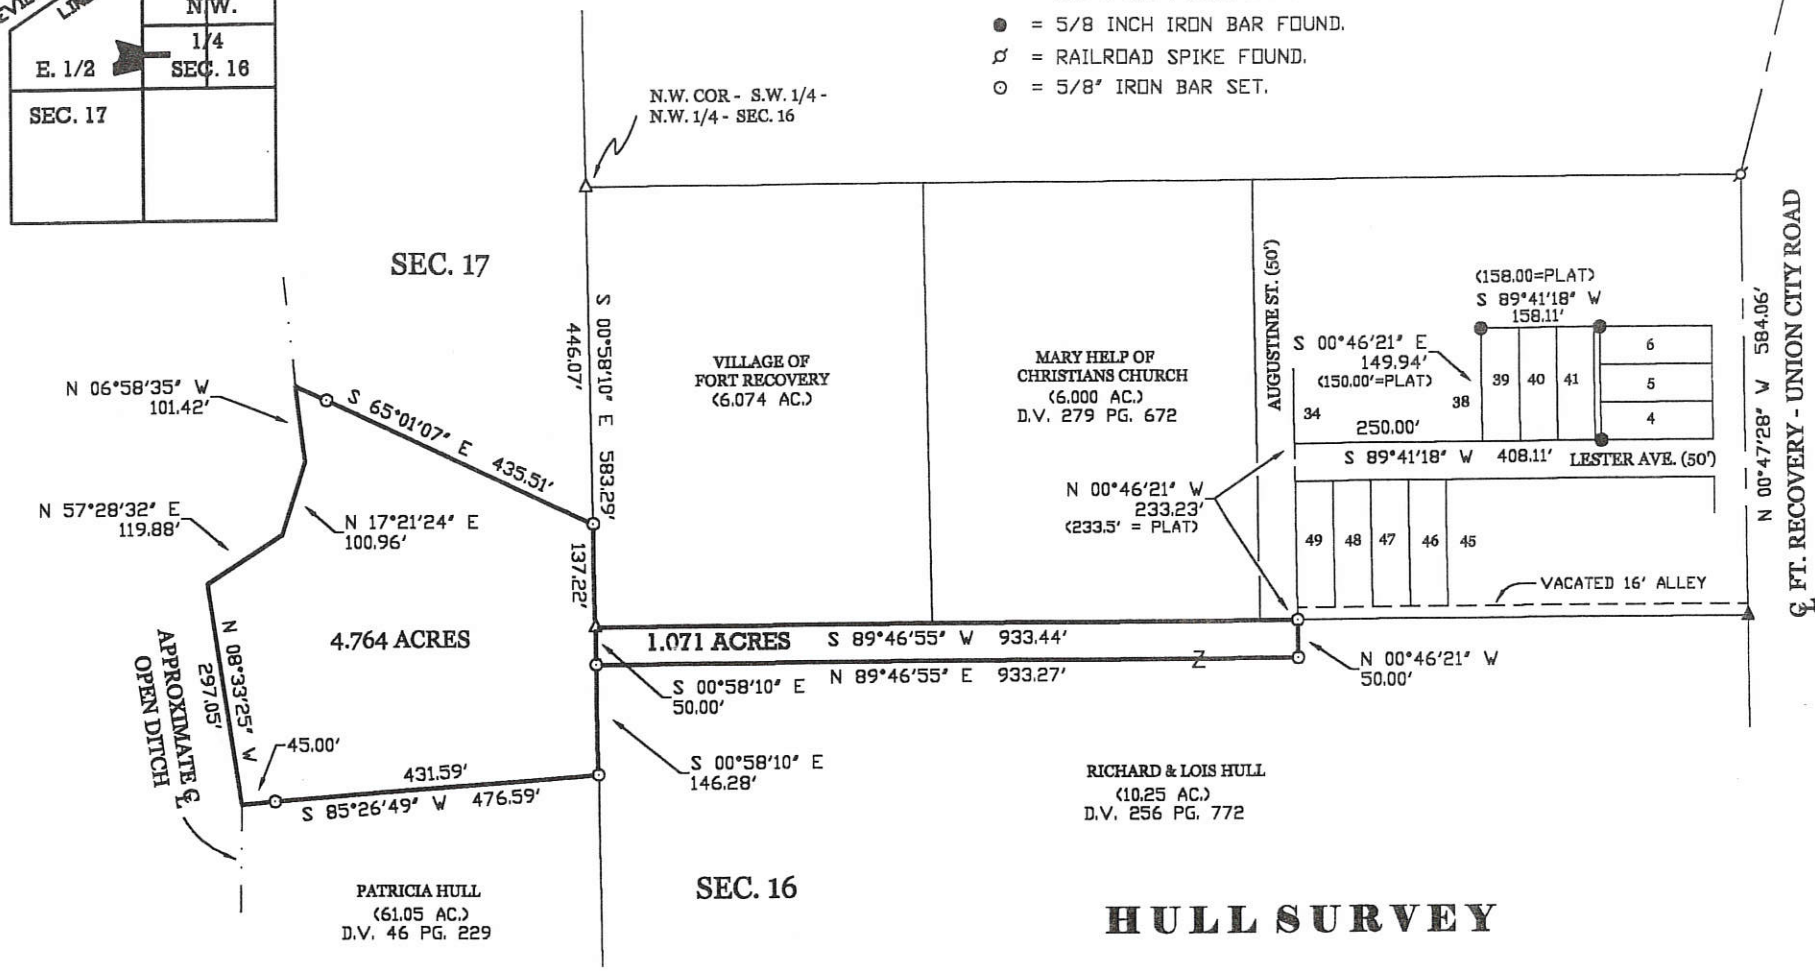 N.W.
1/4
E. 1/2
SEC. 16
SEC. 17
● = 5/8 INCH IRON BAR FOUND.
= RAILROAD SPIKE FOUND.
⊙ = 5/8" IRON BAR SET.
N.W. COR - S.W. 1/4 -
N.W. 1/4 - SEC. 16
SEC. 17
S 00°58'10" E 583.29'
446.07'
137.22'
VILLAGE OF
FORT RECOVERY
(6.074 AC.)
MARY HELP OF
CHRISTIANS CHURCH
(6.000 AC.)
D.V. 279 PG. 672
AUGUSTINE ST. (50')
(158.00=PLAT)
S 89°41'18" W
158.11'
S 00°46'21" E
149.94'
(150.00'=PLAT)
34
38
39
40
41
6
5
4
250.00'
S 89°41'18" W 408.11'
LESTER AVE. (50')
N 00°47'28" W 584.06'
℄ FT. RECOVERY - UNION CITY ROAD
N 00°46'21" W
233.23'
(233.5' = PLAT)
49
48
47
46
45
VACATED 16' ALLEY
N 06°58'35" W
101.42'
S 65°01'07" E 435.51'
N 57°28'32" E
119.88'
N 17°21'24" E
100.96'
4.764 ACRES
1.071 ACRES
S 89°46'55" W 933.44'
N 89°46'55" E 933.27'
Z
N 00°46'21" W
50.00'
S 00°58'10" E
50.00'
N 08°33'25" W
297.05'
APPROXIMATE ℄
OPEN DITCH
45.00'
431.59'
S 85°26'49" W 476.59'
S 00°58'10" E
146.28'
RICHARD & LOIS HULL
(10.25 AC.)
D.V. 256 PG. 772
PATRICIA HULL
(61.05 AC.)
D.V. 46 PG. 229
SEC. 16
HULL SURVEY